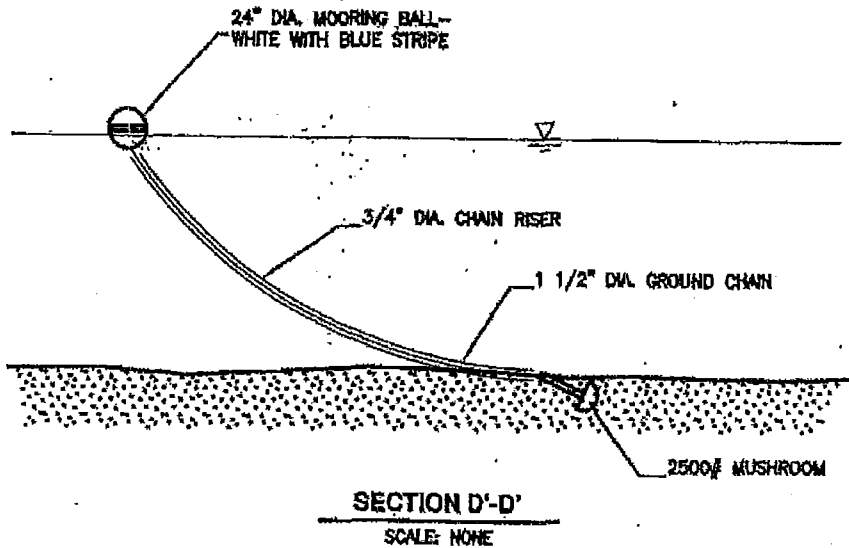 24" DIA. MOORING BALL-
WHITE WITH BLUE STRIPE
3/4" DIA. CHAIN RISER
1 1/2" DIA. GROUND CHAIN
2500# MUSHROOM
SECTION D'-D'
SCALE: NONE